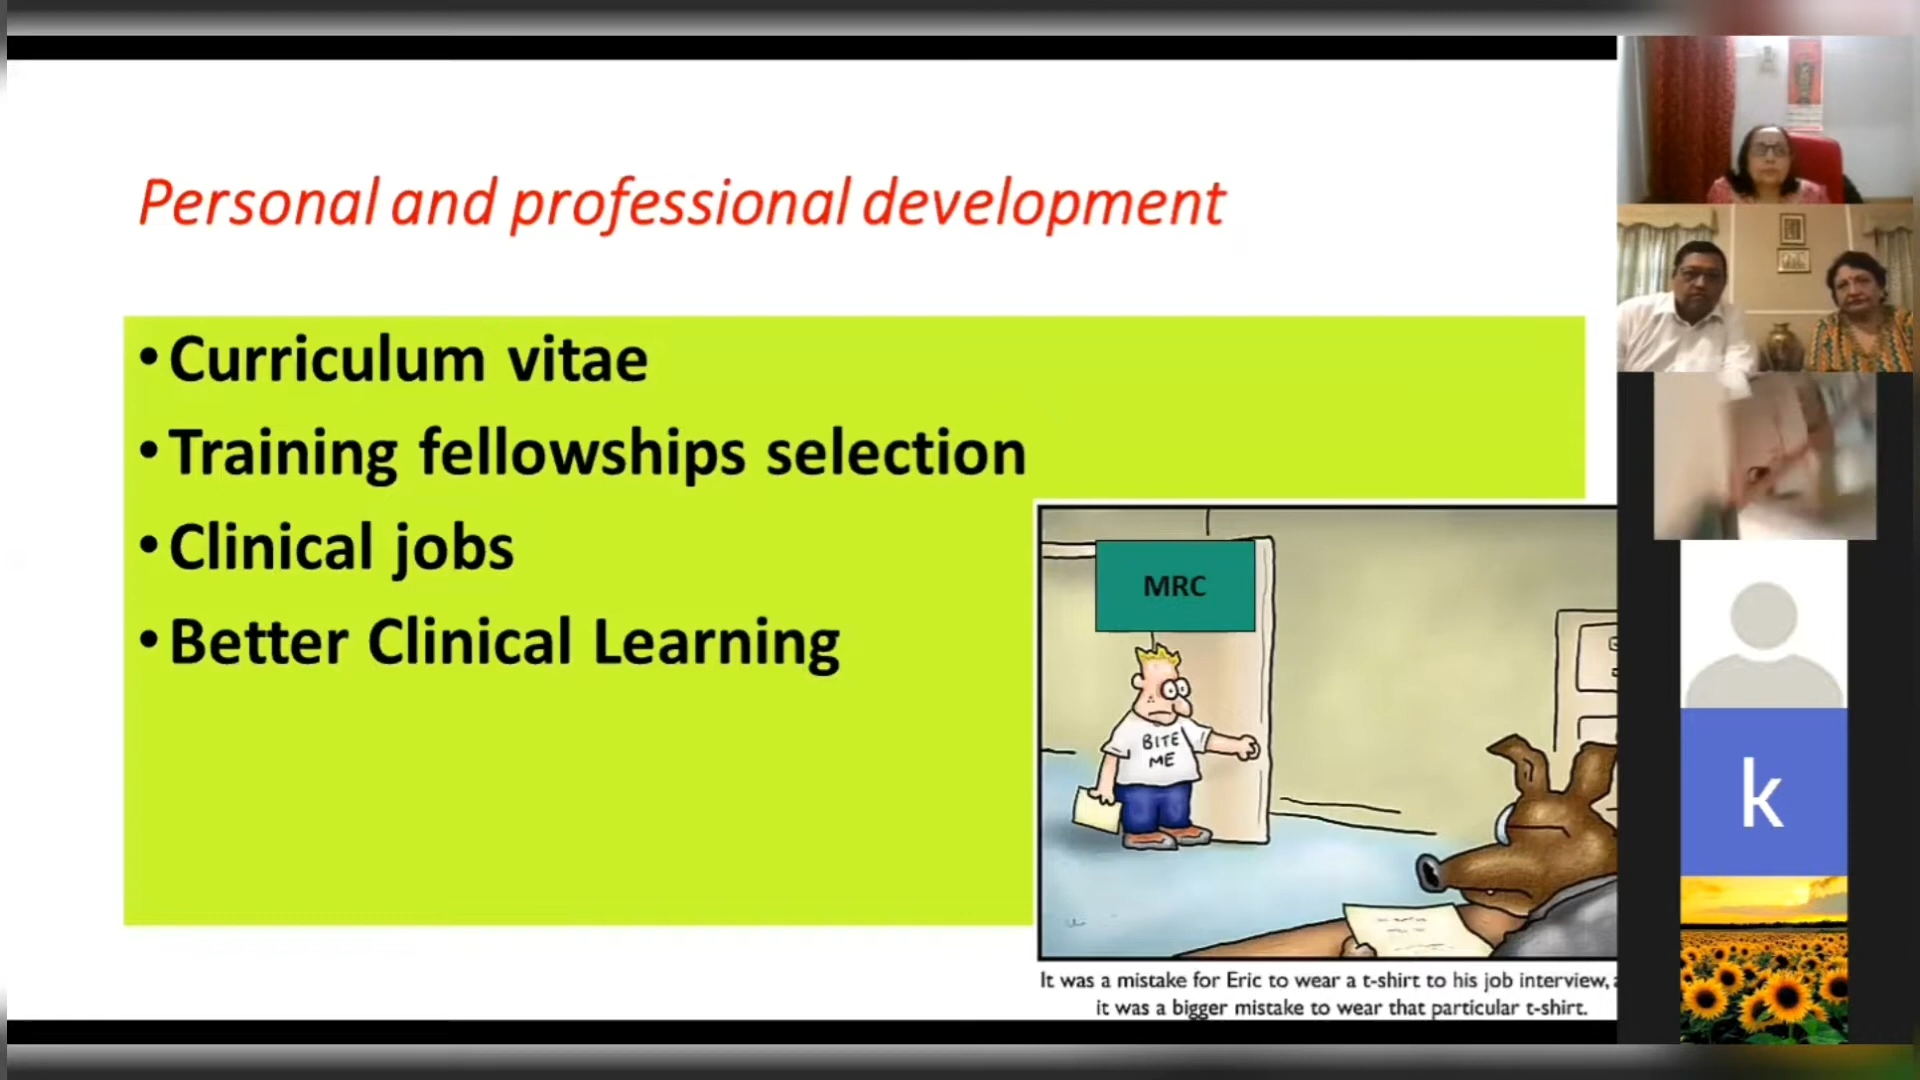 Personal and professional development
• Curriculum vitae
• Training fellowships selection
• Clinical jobs
• Better Clinical Learning
MRC
BITE
ME
It was a mistake for Eric to wear a t-shirt to his job interview,
it was a bigger mistake to wear that particular t-shirt.
k